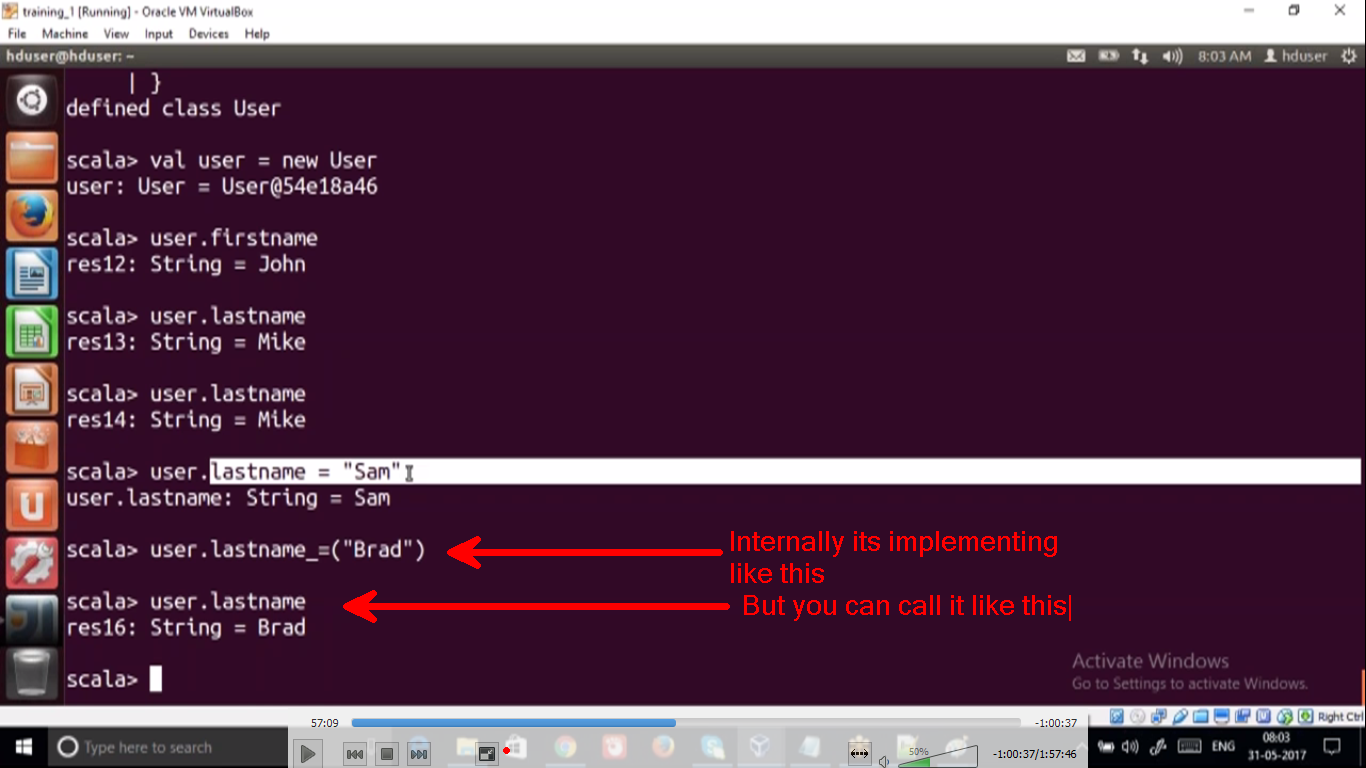 training_1 [Running] - Oracle VM VirtualBox
File Machine View Input Devices Help
hduser@hduser: ~
8:03 AM hduser
| }
defined class User
scala> val user = new User
user: User = User@54e18a46
scala> user.firstname
res12: String = John
scala> user.lastname
res13: String = Mike
scala> user.lastname
res14: String = Mike
scala> user.lastname = "Sam"
user.lastname: String = Sam
scala> user.lastname_=("Brad")
Internally its implementing
like this
scala> user.lastname
But you can call it like this
res16: String = Brad
scala>
Activate Windows
Go to Settings to activate Windows.
Right Ctrl
57:09
-1:00:37
Type here to search
50%
-1:00:37/1:57:46
ENG
08:03
31-05-2017